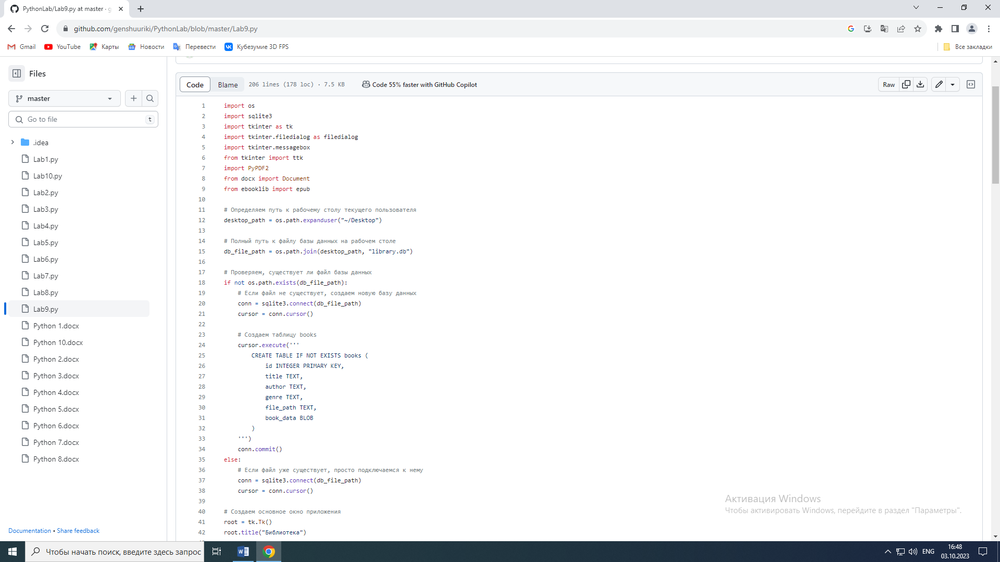 PythonLab/Lab9.py at master · g
github.com/genshuuriki/PythonLab/blob/master/Lab9.py
Gmail YouTube Карты Новости Перевести Кубезумие 3D FPS Все закладки
Files
master
Go to file t
.idea
Lab1.py
Lab10.py
Lab2.py
Lab3.py
Lab4.py
Lab5.py
Lab6.py
Lab7.py
Lab8.py
Lab9.py
Python 1.docx
Python 10.docx
Python 2.docx
Python 3.docx
Python 4.docx
Python 5.docx
Python 6.docx
Python 7.docx
Python 8.docx
Documentation • Share feedback
Code Blame 206 lines (178 loc) · 7.5 KB Code 55% faster with GitHub Copilot Raw
1 import os
2 import sqlite3
3 import tkinter as tk
4 import tkinter.filedialog as filedialog
5 import tkinter.messagebox
6 from tkinter import ttk
7 import PyPDF2
8 from docx import Document
9 from ebooklib import epub
10
11 # Определяем путь к рабочему столу текущего пользователя
12 desktop_path = os.path.expanduser("~/Desktop")
13
14 # Полный путь к файлу базы данных на рабочем столе
15 db_file_path = os.path.join(desktop_path, "library.db")
16
17 # Проверяем, существует ли файл базы данных
18 if not os.path.exists(db_file_path):
19 # Если файл не существует, создаем новую базу данных
20 conn = sqlite3.connect(db_file_path)
21 cursor = conn.cursor()
22
23 # Создаем таблицу books
24 cursor.execute('''
25 CREATE TABLE IF NOT EXISTS books (
26 id INTEGER PRIMARY KEY,
27 title TEXT,
28 author TEXT,
29 genre TEXT,
30 file_path TEXT,
31 book_data BLOB
32 )
33 ''')
34 conn.commit()
35 else:
36 # Если файл уже существует, просто подключаемся к нему
37 conn = sqlite3.connect(db_file_path)
38 cursor = conn.cursor()
39
40 # Создаем основное окно приложения
41 root = tk.Tk()
42 root.title("Библиотека")
Активация Windows
Чтобы активировать Windows, перейдите в раздел "Параметры".
Чтобы начать поиск, введите здесь запрос
ENG
16:48
03.10.2023